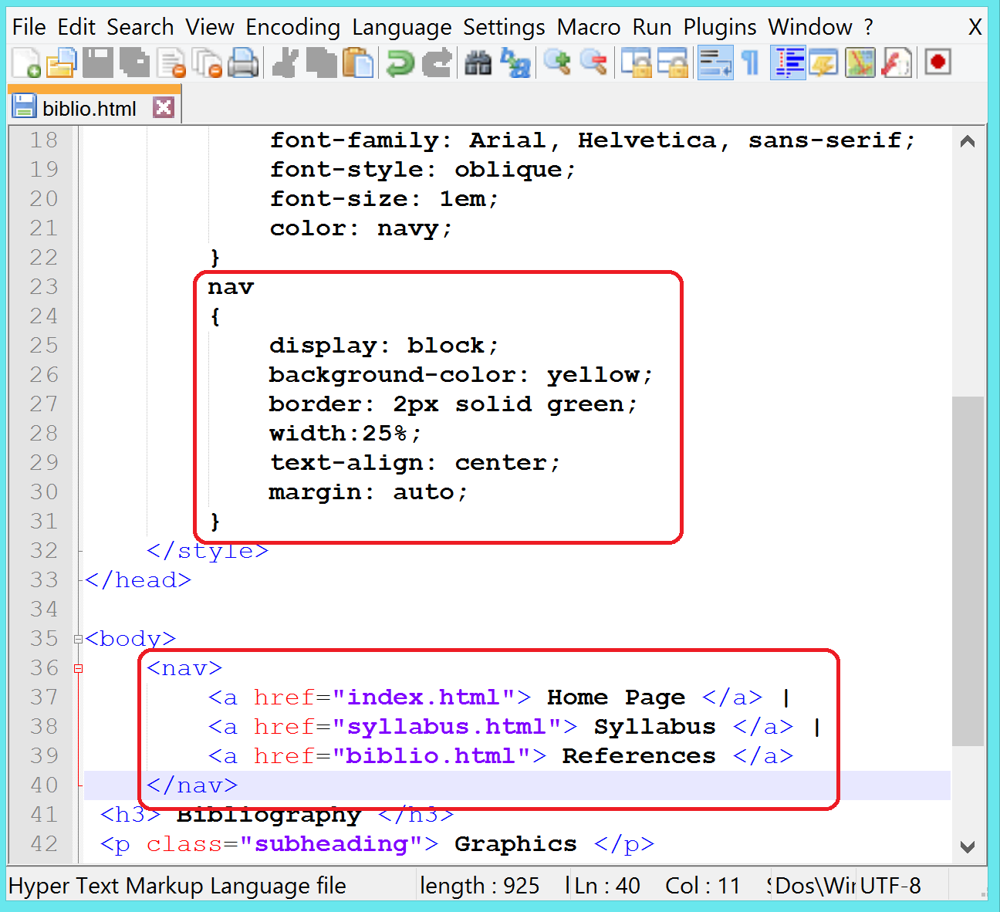 File Edit Search View Encoding Language Settings Macro Run Plugins Window ? X
biblio.html
18 font-family: Arial, Helvetica, sans-serif;
19 font-style: oblique;
20 font-size: 1em;
21 color: navy;
22 }
23 nav
24 {
25 display: block;
26 background-color: yellow;
27 border: 2px solid green;
28 width:25%;
29 text-align: center;
30 margin: auto;
31 }
32 </style>
33 </head>
34
35 <body>
36 <nav>
37 <a href="index.html"> Home Page </a> |
38 <a href="syllabus.html"> Syllabus </a> |
39 <a href="biblio.html"> References </a>
40 </nav>
41 <h3> Bibliography </h3>
42 <p class="subheading"> Graphics </p>
Hyper Text Markup Language file length : 925 Ln : 40 Col : 11 Dos\Wir UTF-8